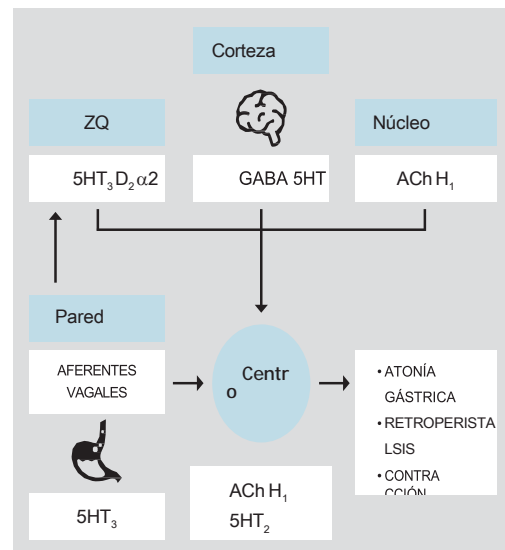 Corteza
ZQ
Núcleo
5HT₃ D₂ α2
GABA 5HT
ACh H₁
Pared
AFERENTES
VAGALES
Centr
o
• ATONÍA
GÁSTRICA
• RETROPERISTA
LSIS
• CONTRA
CCIÓN
ACh H₁
5HT₂
5HT₃